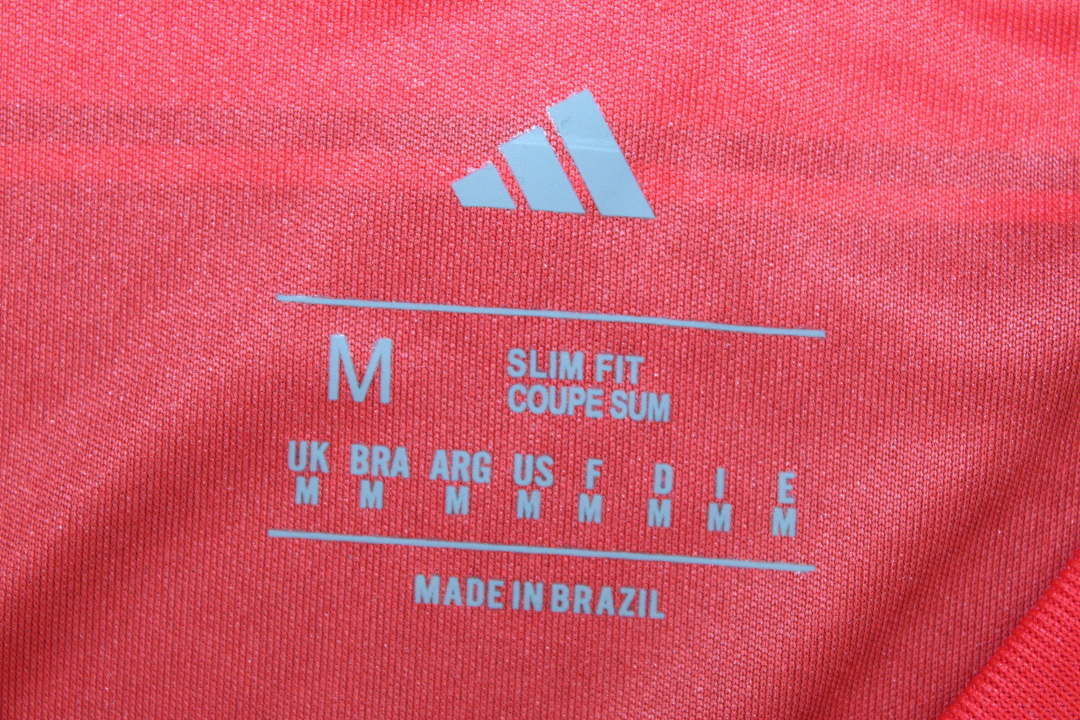 M
SLIM FIT
COUPE SUM
UK BRA ARG US F D I E
M M M M M M M M
MADE IN BRAZIL